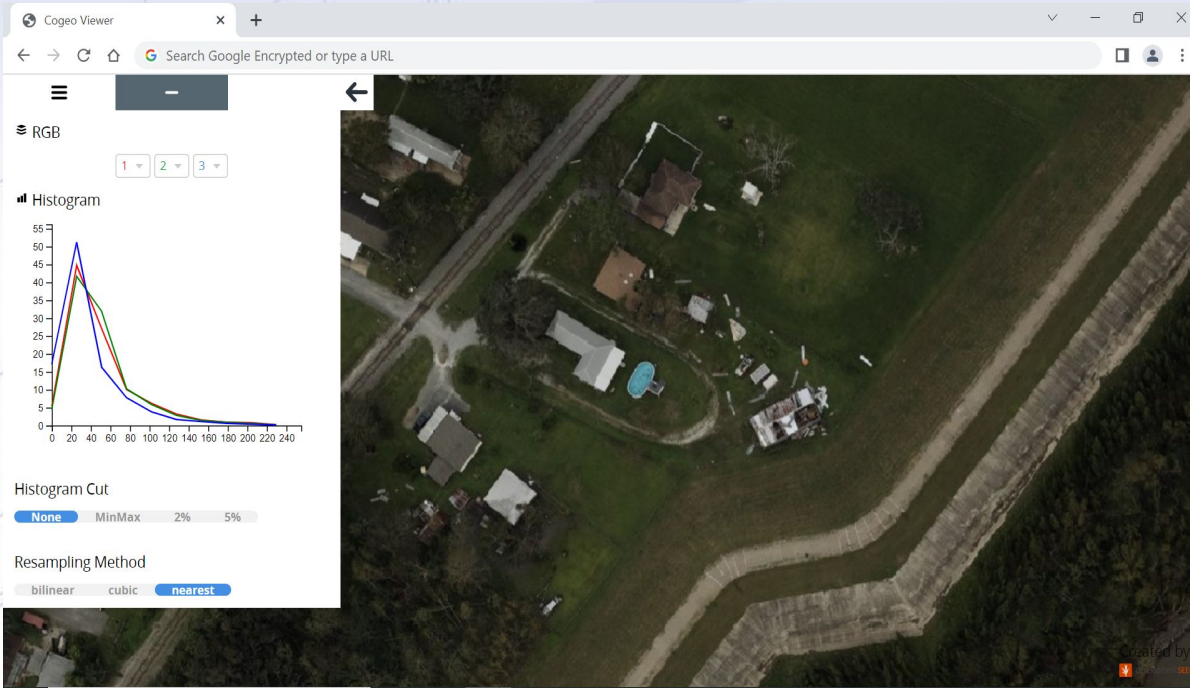 Cogeo Viewer
Search Google Encrypted or type a URL
RGB
1 2 3
Histogram
55
50
45
40
35
30
25
20
15
10
5
0
0 20 40 60 80 100 120 140 160 180 200 220 240
Histogram Cut
None MinMax 2% 5%
Resampling Method
bilinear cubic nearest
Created by
SEE